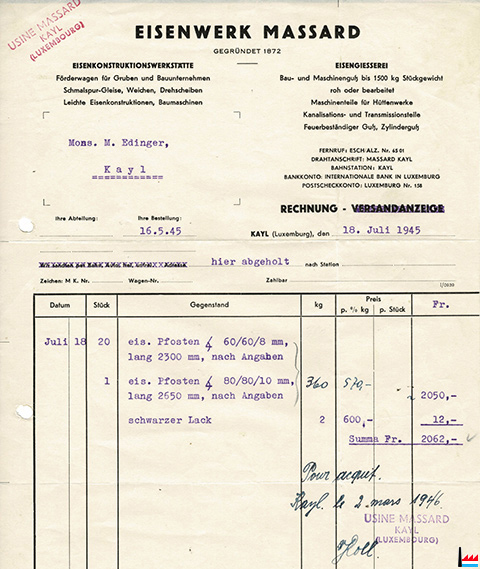 USINE MASSARD
KAYL
(LUXEMBOURG)
EISENWERK MASSARD
GEGRÜNDET 1872
EISENKONSTRUKTIONSWERKSTÄTTE
Förderwagen für Gruben und Bauunternehmen
Schmalspur-Gleise, Weichen, Drehscheiben
Leichte Eisenkonstruktionen, Baumaschinen
EISENGIESSEREI
Bau- und Maschinenguß bis 1500 kg Stückgewicht
roh oder bearbeitet
Maschinenteile für Hüttenwerke
Kanalisations- und Transmissionsteile
Feuerbeständiger Guß, Zylinderguß
Mons. M. Edinger,
Kayl
FERNRUF: ESCH/ALZ. Nr. 65 01
DRAHTANSCHRIFT: MASSARD KAYL
BAHNSTATION: KAYL
BANKKONTO: INTERNATIONALE BANK IN LUXEMBURG
POSTSCHECKKONTO: LUXEMBURG Nr. 158
RECHNUNG - VERSANDANZEIGE
Ihre Abteilung:
Ihre Bestellung:
16.5.45
KAYL (Luxemburg), den 18. Juli 1945
hier abgeholt nach Station
Zeichen: M K. Nr.
Wagen-Nr.
Zahlbar
Datum Stück Gegenstand kg Preis p. % kg p. Stück Fr.
Juli 18 20 eis. Pfosten 60/60/8 mm,
lang 2300 mm, nach Angaben
1 eis. Pfosten 80/80/10 mm, 360 570,-
lang 2650 mm, nach Angaben 2050,-
schwarzer Lack 2 600,- 12,-
Summa Fr. 2062,-
Pour acquit.
Kayl, le 2 mars 1946
USINE MASSARD
KAYL
(LUXEMBOURG)